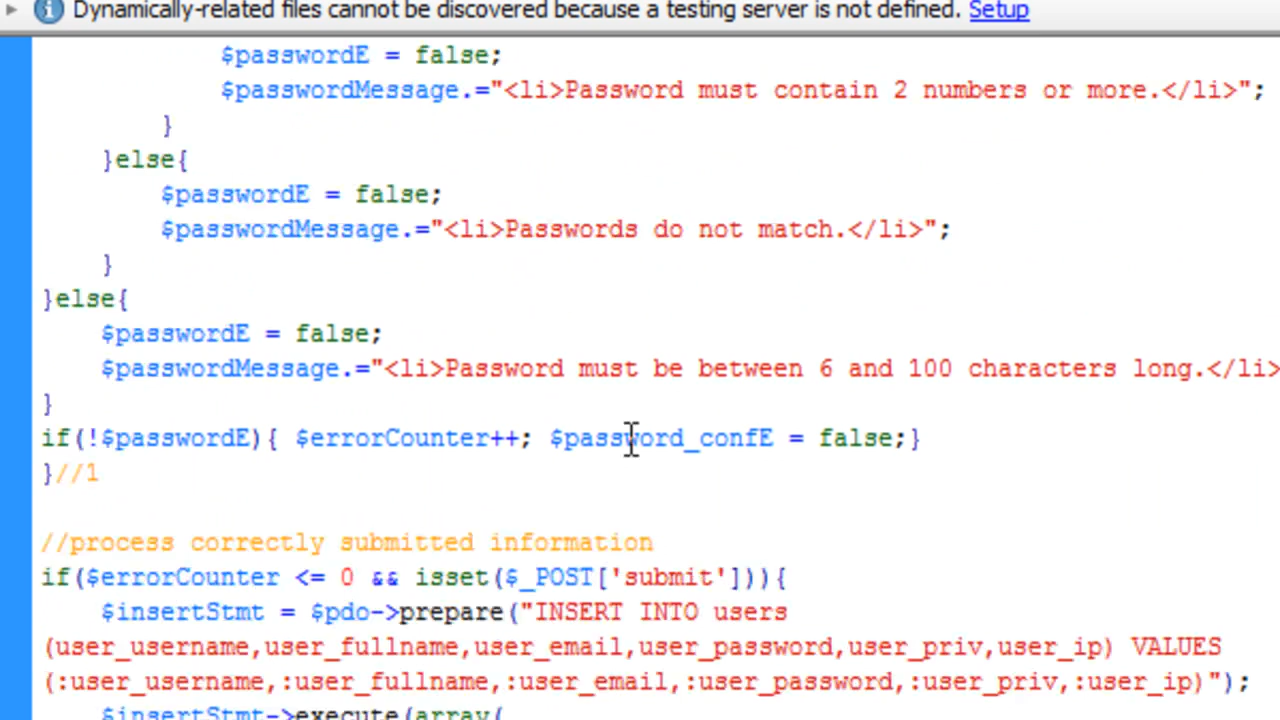 Dynamically-related files cannot be discovered because a testing server is not defined. Setup
$passwordE = false;
$passwordMessage.="<li>Password must contain 2 numbers or more.</li>";
}
}else{
$passwordE = false;
$passwordMessage.="<li>Passwords do not match.</li>";
}
}else{
$passwordE = false;
$passwordMessage.="<li>Password must be between 6 and 100 characters long.</li>
}
if(!$passwordE){ $errorCounter++; $password_confE = false;}
}//1
//process correctly submitted information
if($errorCounter <= 0 && isset($_POST['submit'])){
$insertStmt = $pdo->prepare("INSERT INTO users
(user_username,user_fullname,user_email,user_password,user_priv,user_ip) VALUES
(:user_username,:user_fullname,:user_email,:user_password,:user_priv,:user_ip)");
$insertStmt->execute(array(